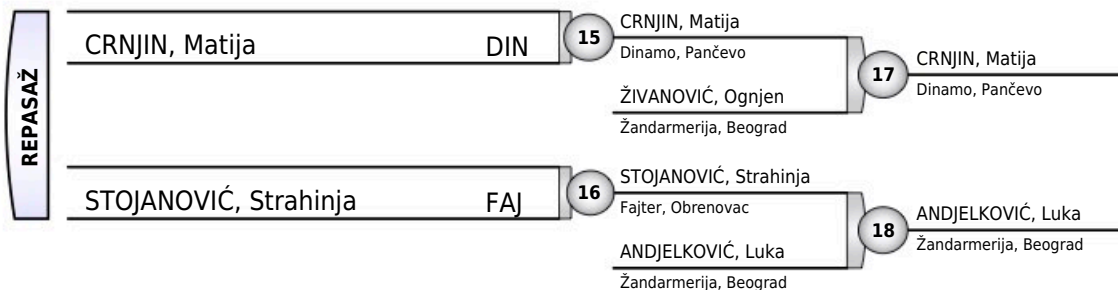 REPASAŽ
CRNJIN, Matija DIN
15
CRNJIN, Matija
Dinamo, Pančevo
ŽIVANOVIĆ, Ognjen
Žandarmerija, Beograd
17
CRNJIN, Matija
Dinamo, Pančevo
STOJANOVIĆ, Strahinja FAJ
16
STOJANOVIĆ, Strahinja
Fajter, Obrenovac
ANDJELKOVIĆ, Luka
Žandarmerija, Beograd
18
ANDJELKOVIĆ, Luka
Žandarmerija, Beograd